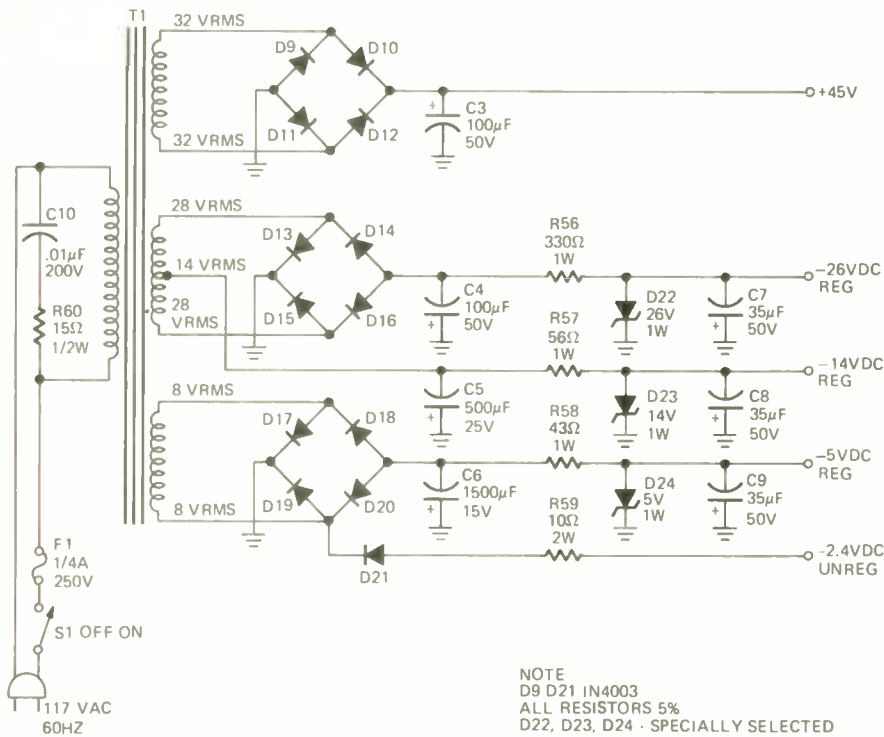 T1
32 VRMS
D9
D10
D11
D12
32 VRMS
+
C3
100µF
50V
+45V
C10
.01µF
200V
R60
15Ω
1/2W
28 VRMS
D13
D14
14 VRMS
28
VRMS
D15
D16
C4
100µF
50V
+
R56
330Ω
1W
D22
26V
1W
C7
35µF
50V
+
-26VDC
REG
R57
56Ω
1W
C5
500µF
25V
+
D23
14V
1W
C8
35µF
50V
+
-14VDC
REG
8 VRMS
D17
D18
D19
D20
8 VRMS
R58
43Ω
1W
C6
1500µF
15V
+
D24
5V
1W
C9
35µF
50V
+
-5VDC
REG
R59
10Ω
2W
D21
-2.4VDC
UNREG
F1
1/4A
250V
S1 OFF ON
117 VAC
60HZ
NOTE
D9 D21 IN4003
ALL RESISTORS 5%
D22, D23, D24 - SPECIALLY SELECTED